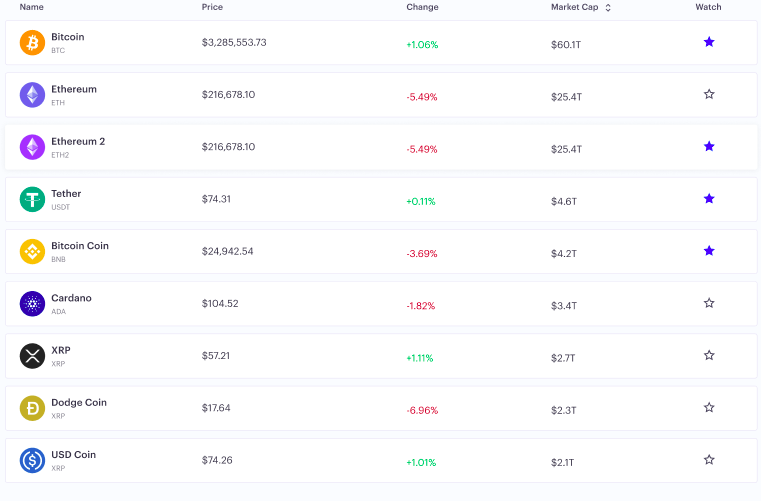 Name Price Change Market Cap Watch
Bitcoin
BTC
$3,285,553.73
+1.06%
$60.1T
Ethereum
ETH
$216,678.10
-5.49%
$25.4T
Ethereum 2
ETH2
$216,678.10
-5.49%
$25.4T
Tether
USDT
$74.31
+0.11%
$4.6T
Bitcoin Coin
BNB
$24,942.54
-3.69%
$4.2T
Cardano
ADA
$104.52
-1.82%
$3.4T
XRP
XRP
$57.21
+1.11%
$2.7T
Dodge Coin
XRP
$17.64
-6.96%
$2.3T
USD Coin
XRP
$74.26
+1.01%
$2.1T